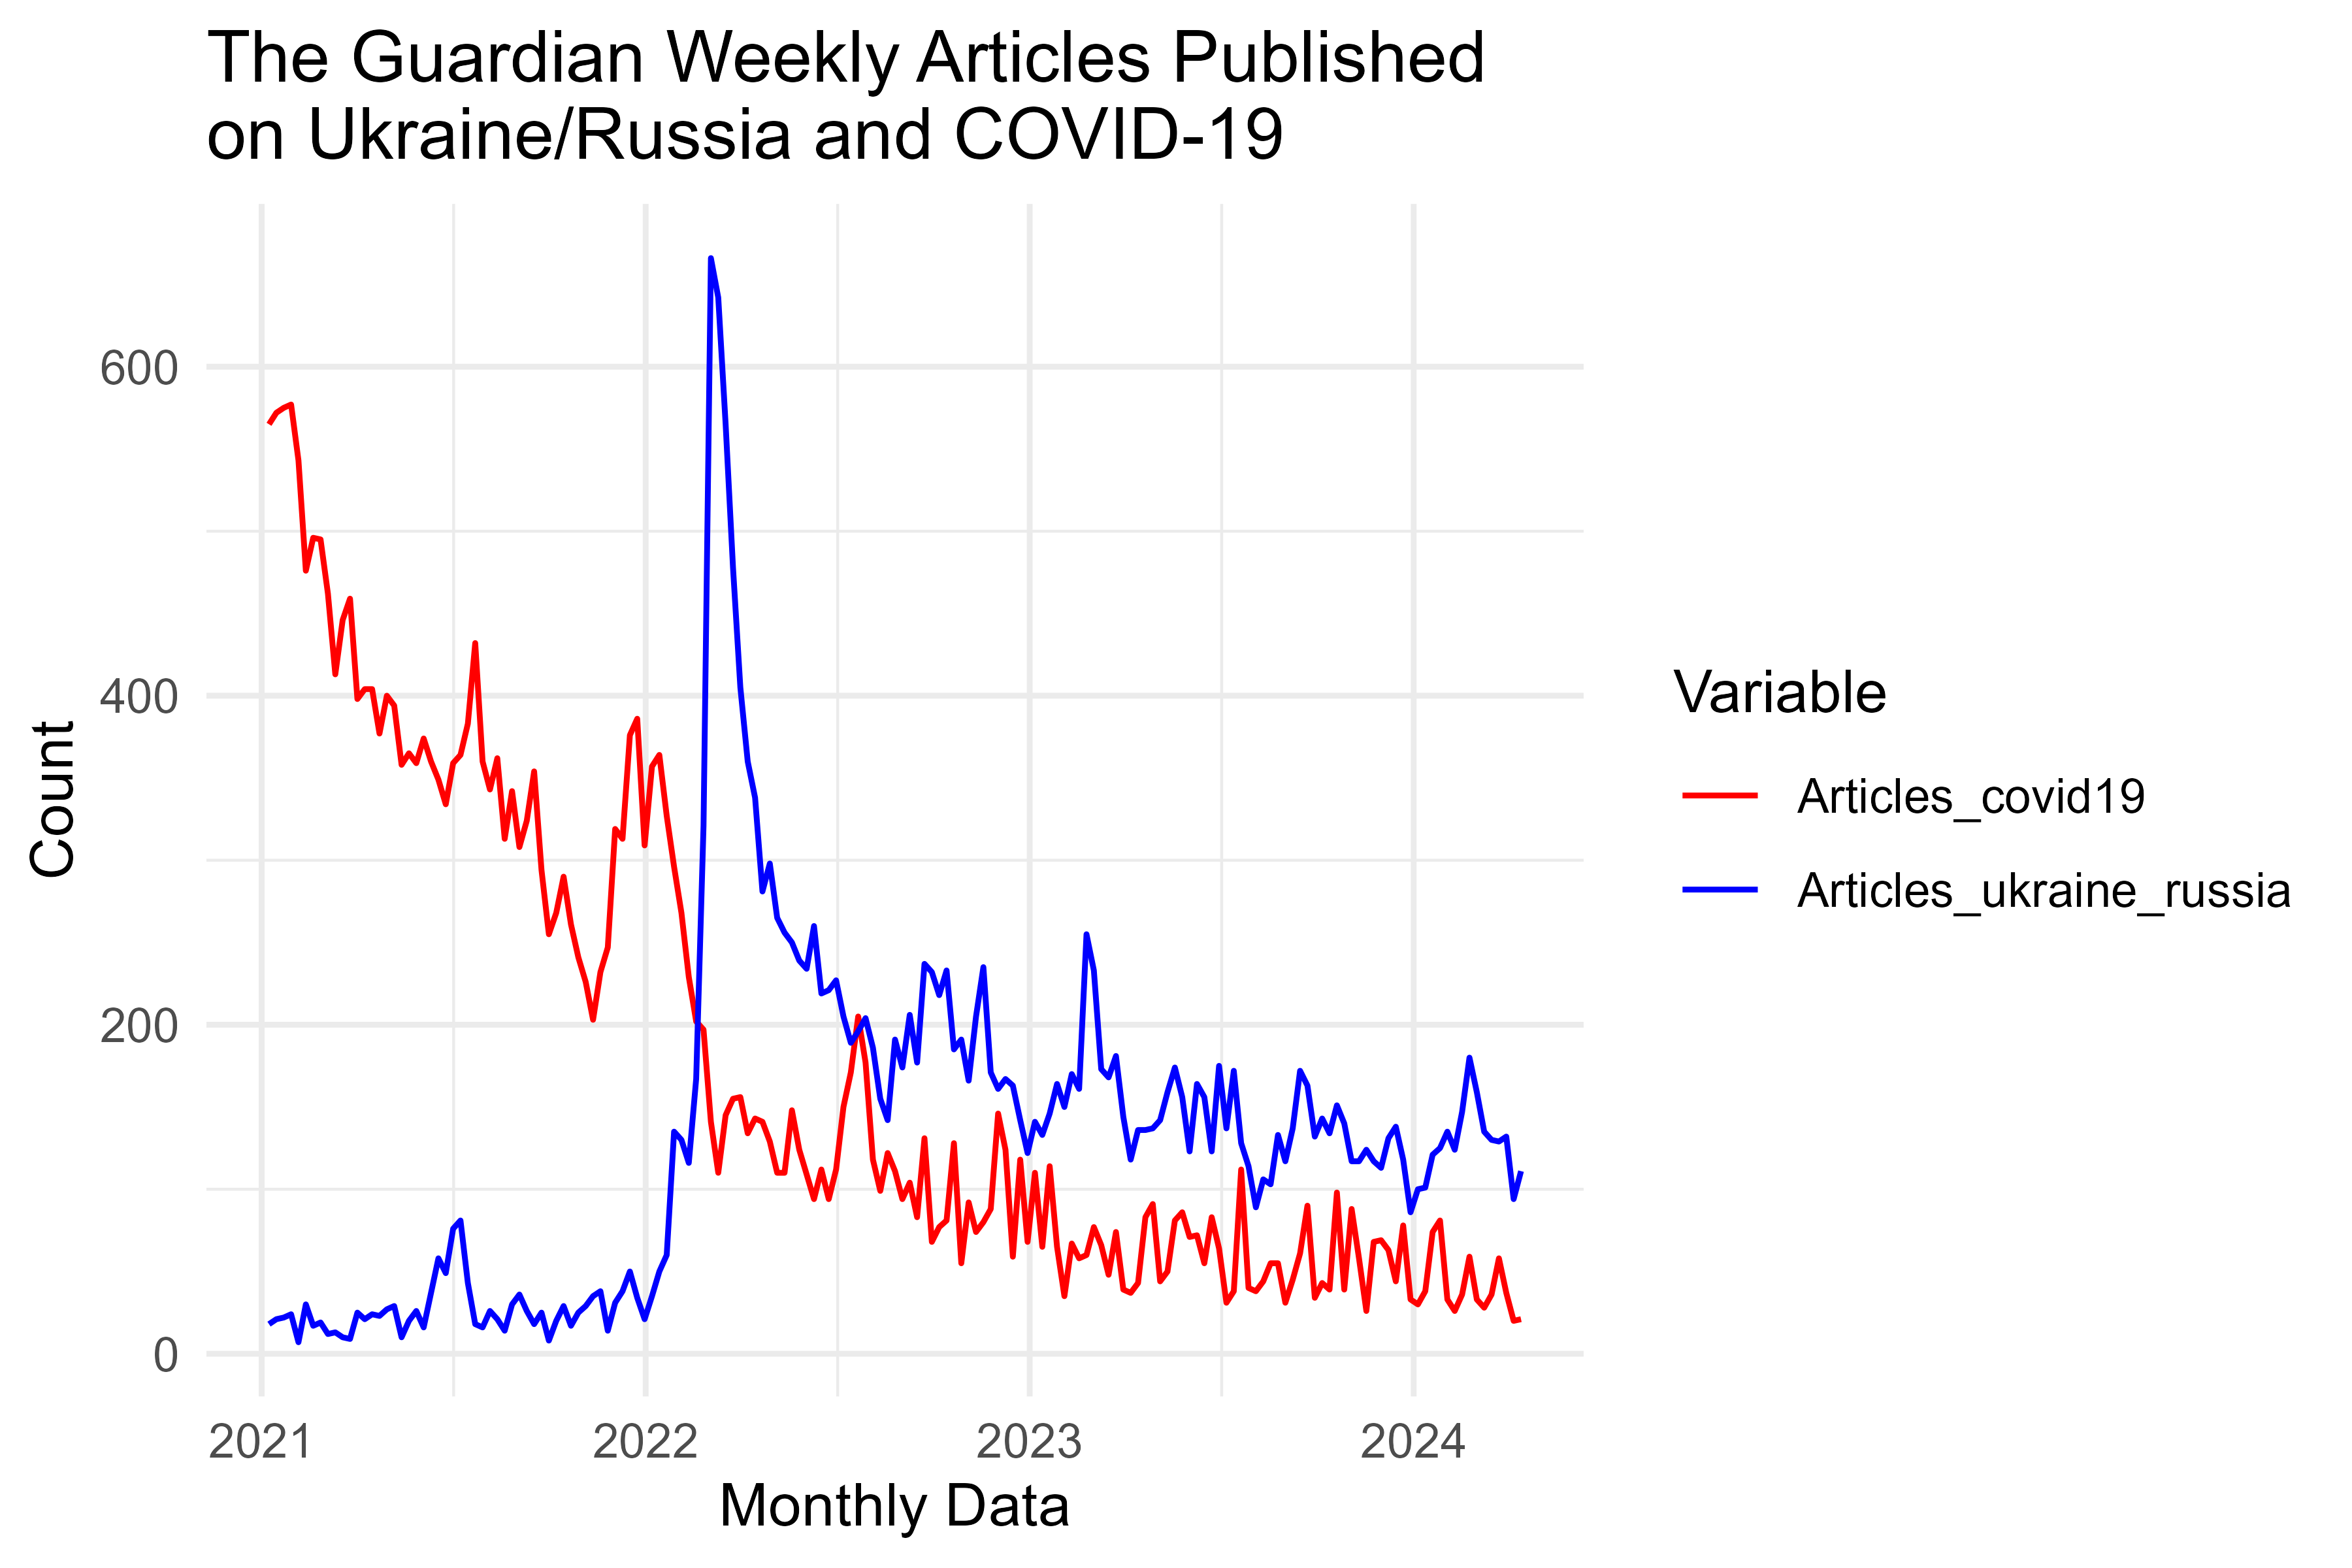 The Guardian Weekly Articles Published
on Ukraine/Russia and COVID-19
Count
600
400
200
0
2021 2022 2023 2024
Monthly Data
Variable
Articles_covid19
Articles_ukraine_russia